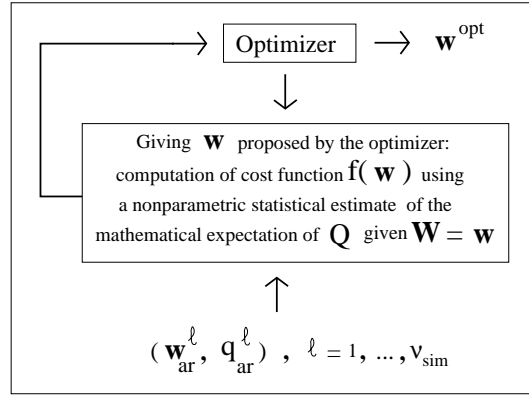 Optimizer w^opt
Giving w proposed by the optimizer:
computation of cost function f(w) using
a nonparametric statistical estimate of the
mathematical expectation of Q given W = w
(w_ar^ℓ, q_ar^ℓ) , ℓ = 1, ..., ν_sim